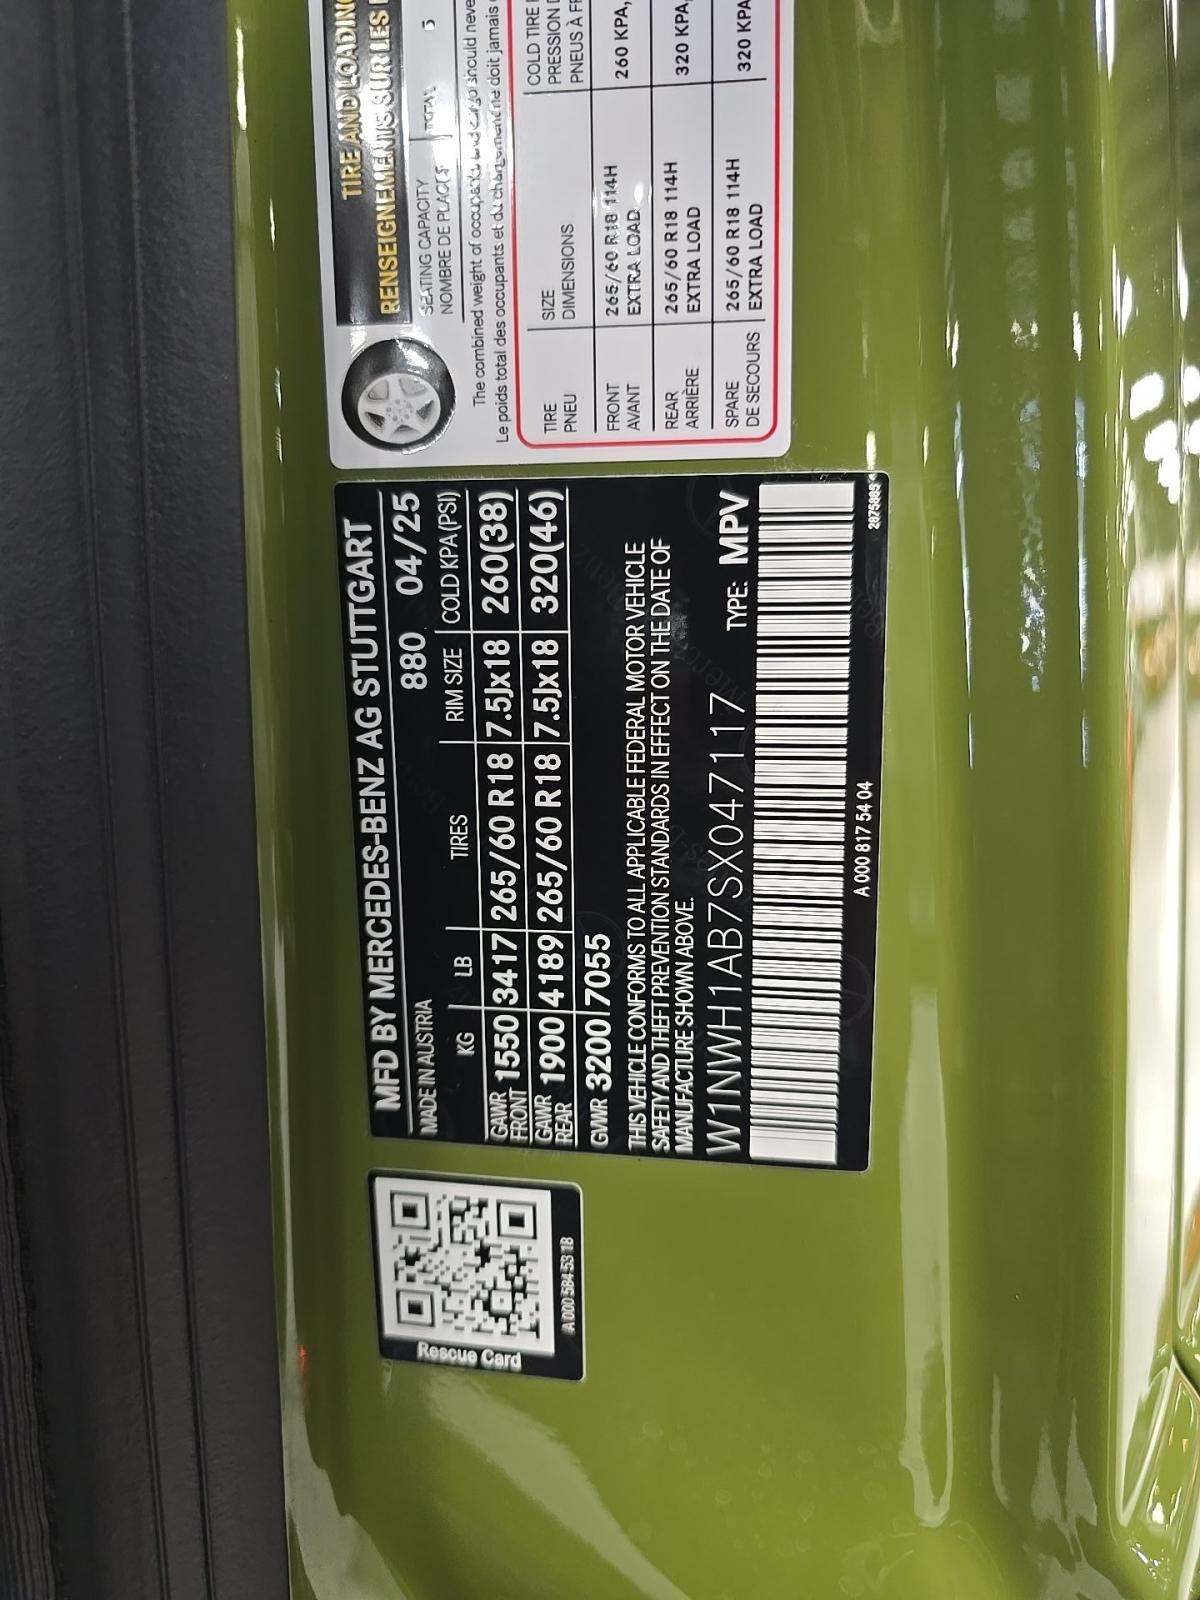 MFD BY MERCEDES-BENZ AG STUTTGART
MADE IN AUSTRIA 880 04/25
KG LB TIRES RIM SIZE COLD KPA(PSI)
GAWR FRONT 1550 3417 265/60 R18 7.5Jx18 260(38)
GAWR REAR 1900 4189 265/60 R18 7.5Jx18 320(46)
GVWR 3200 7055
THIS VEHICLE CONFORMS TO ALL APPLICABLE FEDERAL MOTOR VEHICLE
SAFETY AND THEFT PREVENTION STANDARDS IN EFFECT ON THE DATE OF
MANUFACTURE SHOWN ABOVE.
W1NWH1AB7SX047117 TYPE: MPV
A 000 817 54 04
2875885
Rescue Card
A 000 584 53 18
TIRE AND LOADING
RENSEIGNEMENTS SUR LES
SEATING CAPACITY
NOMBRE DE PLACES TOTAL 5
The combined weight of occupants and cargo should
Le poids total des occupants et du chargement ne doit jamais
TIRE SIZE COLD TIRE
PNEU DIMENSIONS PRESSION
PNEUS À
FRONT 265/60 R18 114H 260 KPA,
AVANT EXTRA LOAD
REAR 265/60 R18 114H 320 KPA,
ARRIÈRE EXTRA LOAD
SPARE 265/60 R18 114H 320 KPA
DE SECOURS EXTRA LOAD